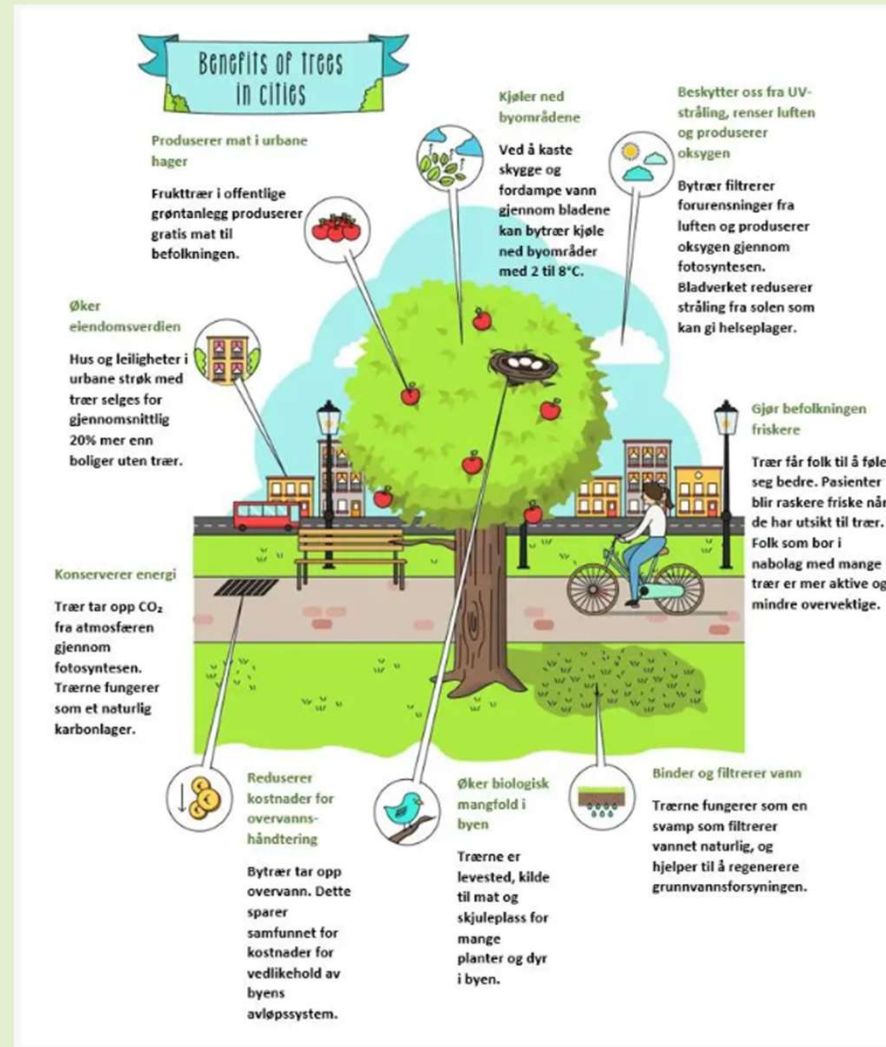 Benefits of trees
in cities
Produserer mat i urbane
hager
Frukttrær i offentlige
grøntanlegg produserer
gratis mat til
befolkningen.
Kjøler ned
byområdene
Ved å kaste
skygge og
fordampe vann
gjennom bladene
kan bytrær kjøle
ned byområder
med 2 til 8°C.
Beskytter oss fra UV-
stråling, renser luften
og produserer
oksygen
Bytrær filtrerer
forurensninger fra
luften og produserer
oksygen gjennom
fotosyntesen.
Bladverket reduserer
stråling fra solen som
kan gi helseplager.
Øker
eiendomsverdien
Hus og leiligheter i
urbane strøk med
trær selges for
gjennomsnittlig
20% mer enn
boliger uten trær.
Gjør befolkningen
friskere
Trær får folk til å føle
seg bedre. Pasienter
blir raskere friske når
de har utsikt til trær.
Folk som bor i
nabolag med mange
trær er mer aktive og
mindre overvektige.
Konserverer energi
Trær tar opp CO₂
fra atmosfæren
gjennom
fotosyntesen.
Trærne fungerer
som et naturlig
karbonlager.
Reduserer
kostnader for
overvanns-
håndtering
Bytrær tar opp
overvann. Dette
sparer
samfunnet for
kostnader for
vedlikehold av
byens
avløpssystem.
Øker biologisk
mangfold i
byen
Trærne er
levested, kilde
til mat og
skjuleplass for
mange
planter og dyr
i byen.
Binder og filtrerer vann
Trærne fungerer som en
svamp som filtrerer
vannet naturlig, og
hjelper til å regenerere
grunnvannsforsyningen.